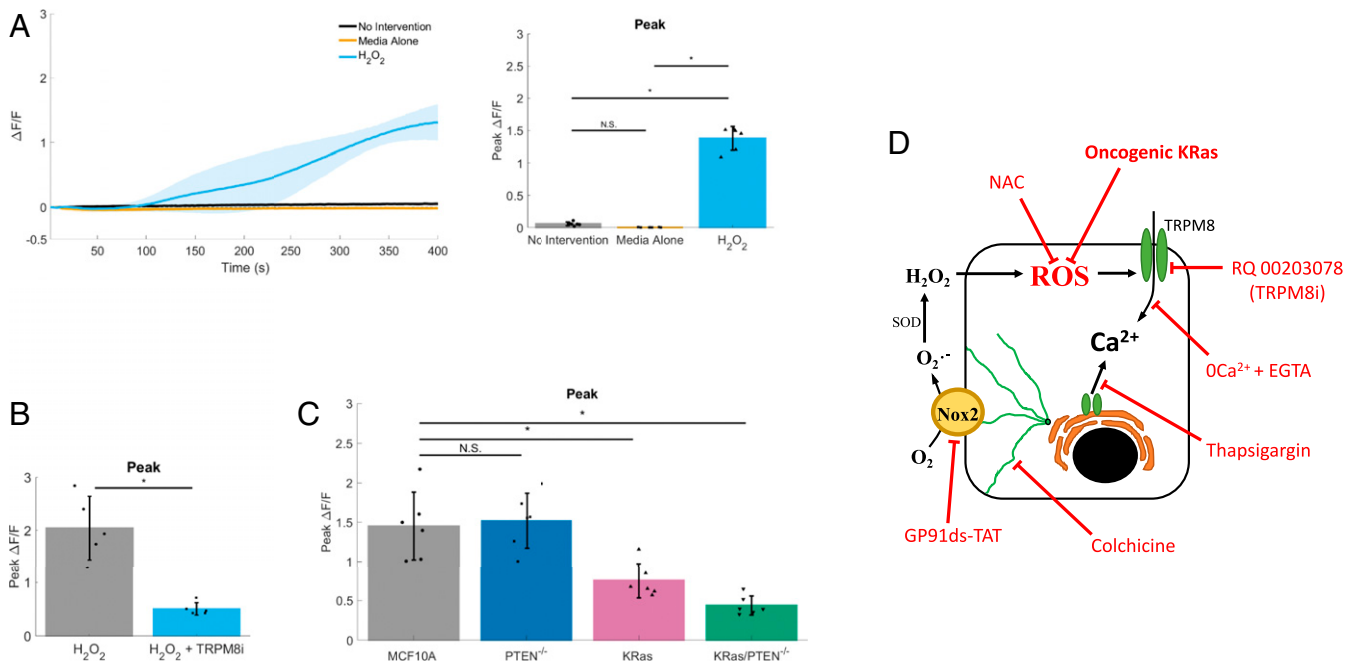 A
3
2
1
0
-0.5
ΔF/F
50
100
150
200
250
300
350
400
Time (s)
No Intervention
Media Alone
H₂O₂
Peak
3
2.5
2
1.5
1
0.5
0
Peak ΔF/F
*
*
N.S.
No Intervention
Media Alone
H₂O₂
B
Peak
3
2
1
0
Peak ΔF/F
*
H₂O₂
H₂O₂ + TRPM8i
C
Peak
3
2.5
2
1.5
1
0.5
0
Peak ΔF/F
*
*
N.S.
MCF10A
PTEN⁻/⁻
KRas
KRas/PTEN⁻/⁻
D
Oncogenic KRas
NAC
TRPM8
H₂O₂
ROS
RQ 00203078
(TRPM8i)
SOD
Ca²⁺
O₂·⁻
0Ca²⁺ + EGTA
Nox2
O₂
Thapsigargin
GP91ds-TAT
Colchicine